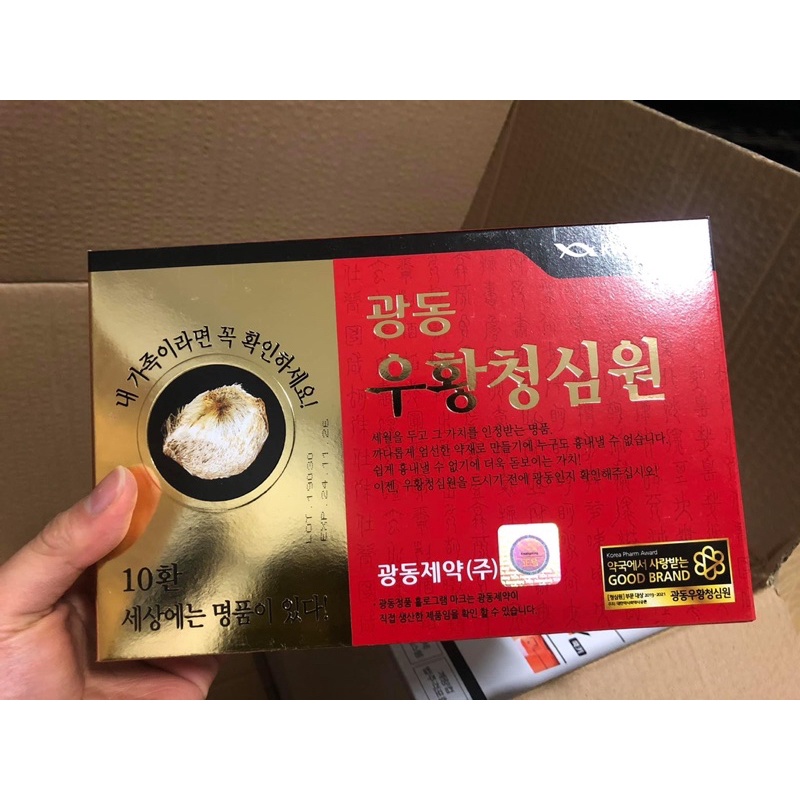 광동
우황청심원
세월을 두고 그 가치를 인정받는 명품.
까다롭게 엄선한 약재로 만들기에 누구도 흉내낼 수 없습니다.
쉽게 흉내낼 수 없기에 더욱 돋보이는 가치!
이젠, 우황청심원을 드시기 전에 광동인지 확인해주십시오!
내 가족이라면 꼭 확인하세요!
LOT. 19030
EXP. 24. 11. 26
10환
세상에는 명품이 있다!
광동제약(주)
광동정품 홀로그램 마크는 광동제약이
직접 생산한 제품임을 확인 할 수 있습니다.
Korea Pharm Award
약국에서 사랑받는
GOOD BRAND
[청심원] 부문 대상 2019-2021
광동우황청심원